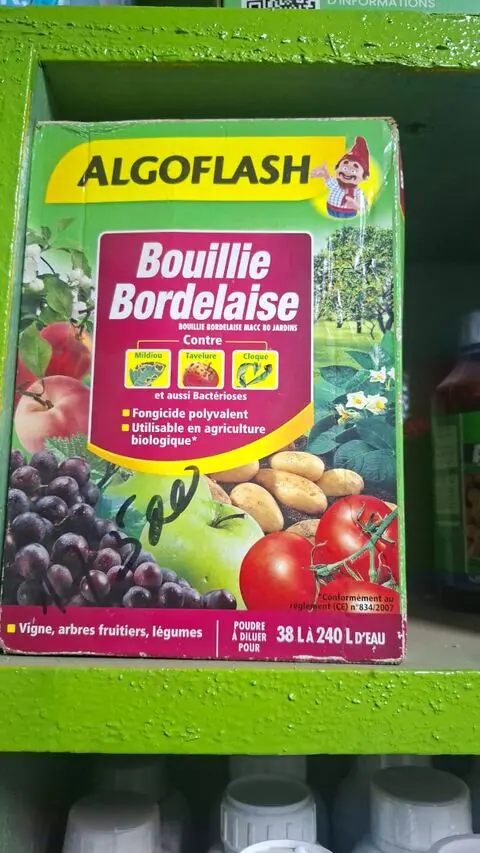 D'INFORMATIONS
ALGOFLASH
Bouillie
Bordelaise
BOUILLIE BORDELAISE MACC 80 JARDINS
Contre
Mildiou Tavelure Cloque
et aussi Bactérioses
Fongicide polyvalent
Utilisable en agriculture
biologique*
*Conformément au
règlement (CE) n°834/2007
Vigne, arbres fruitiers, légumes
POUDRE
À DILUER
POUR
38 L À 240 L D'EAU